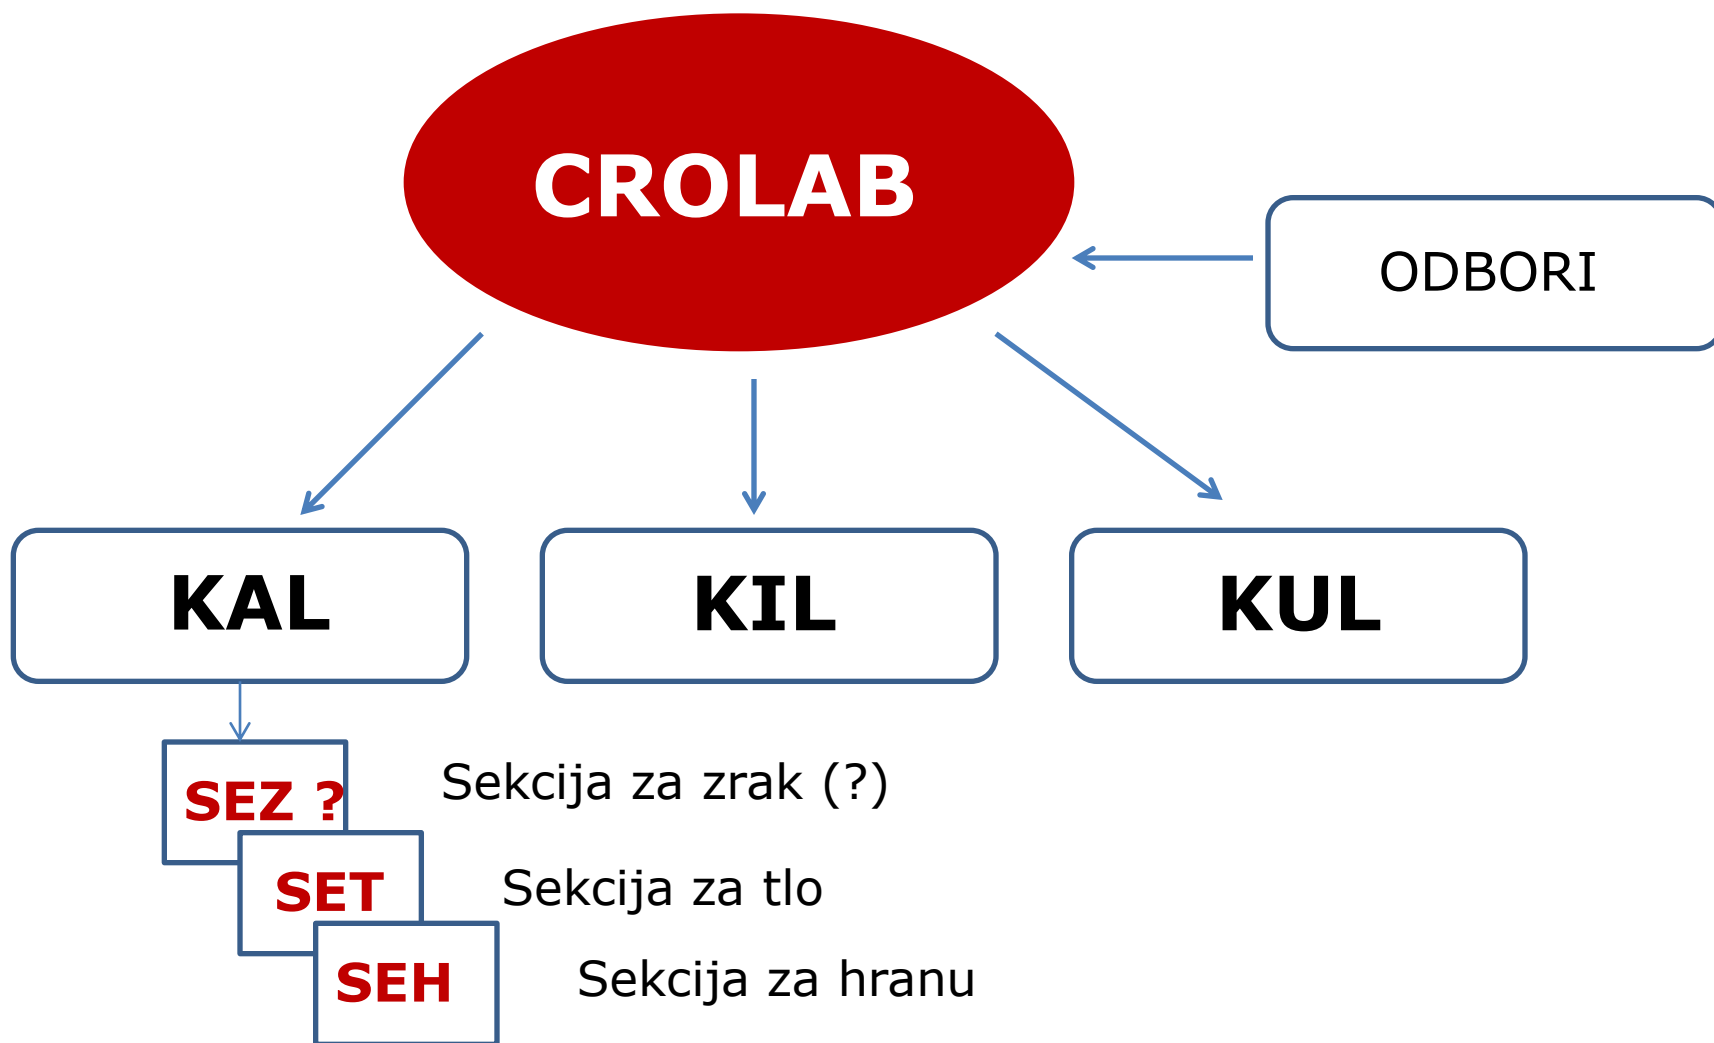 CROLAB
ODBORI
KAL
KIL
KUL
SEZ ?
Sekcija za zrak (?)
SET
Sekcija za tlo
SEH
Sekcija za hranu